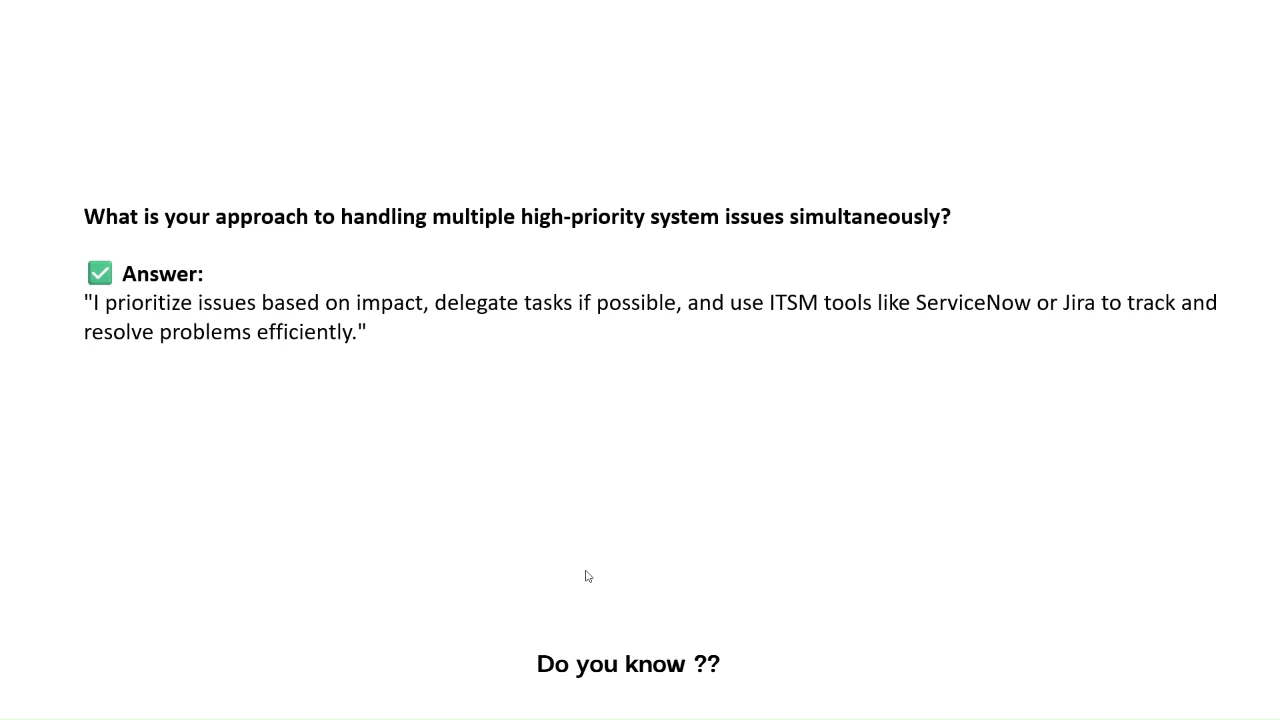 What is your approach to handling multiple high-priority system issues simultaneously?
✅ Answer:
"I prioritize issues based on impact, delegate tasks if possible, and use ITSM tools like ServiceNow or Jira to track and
resolve problems efficiently."
Do you know ??